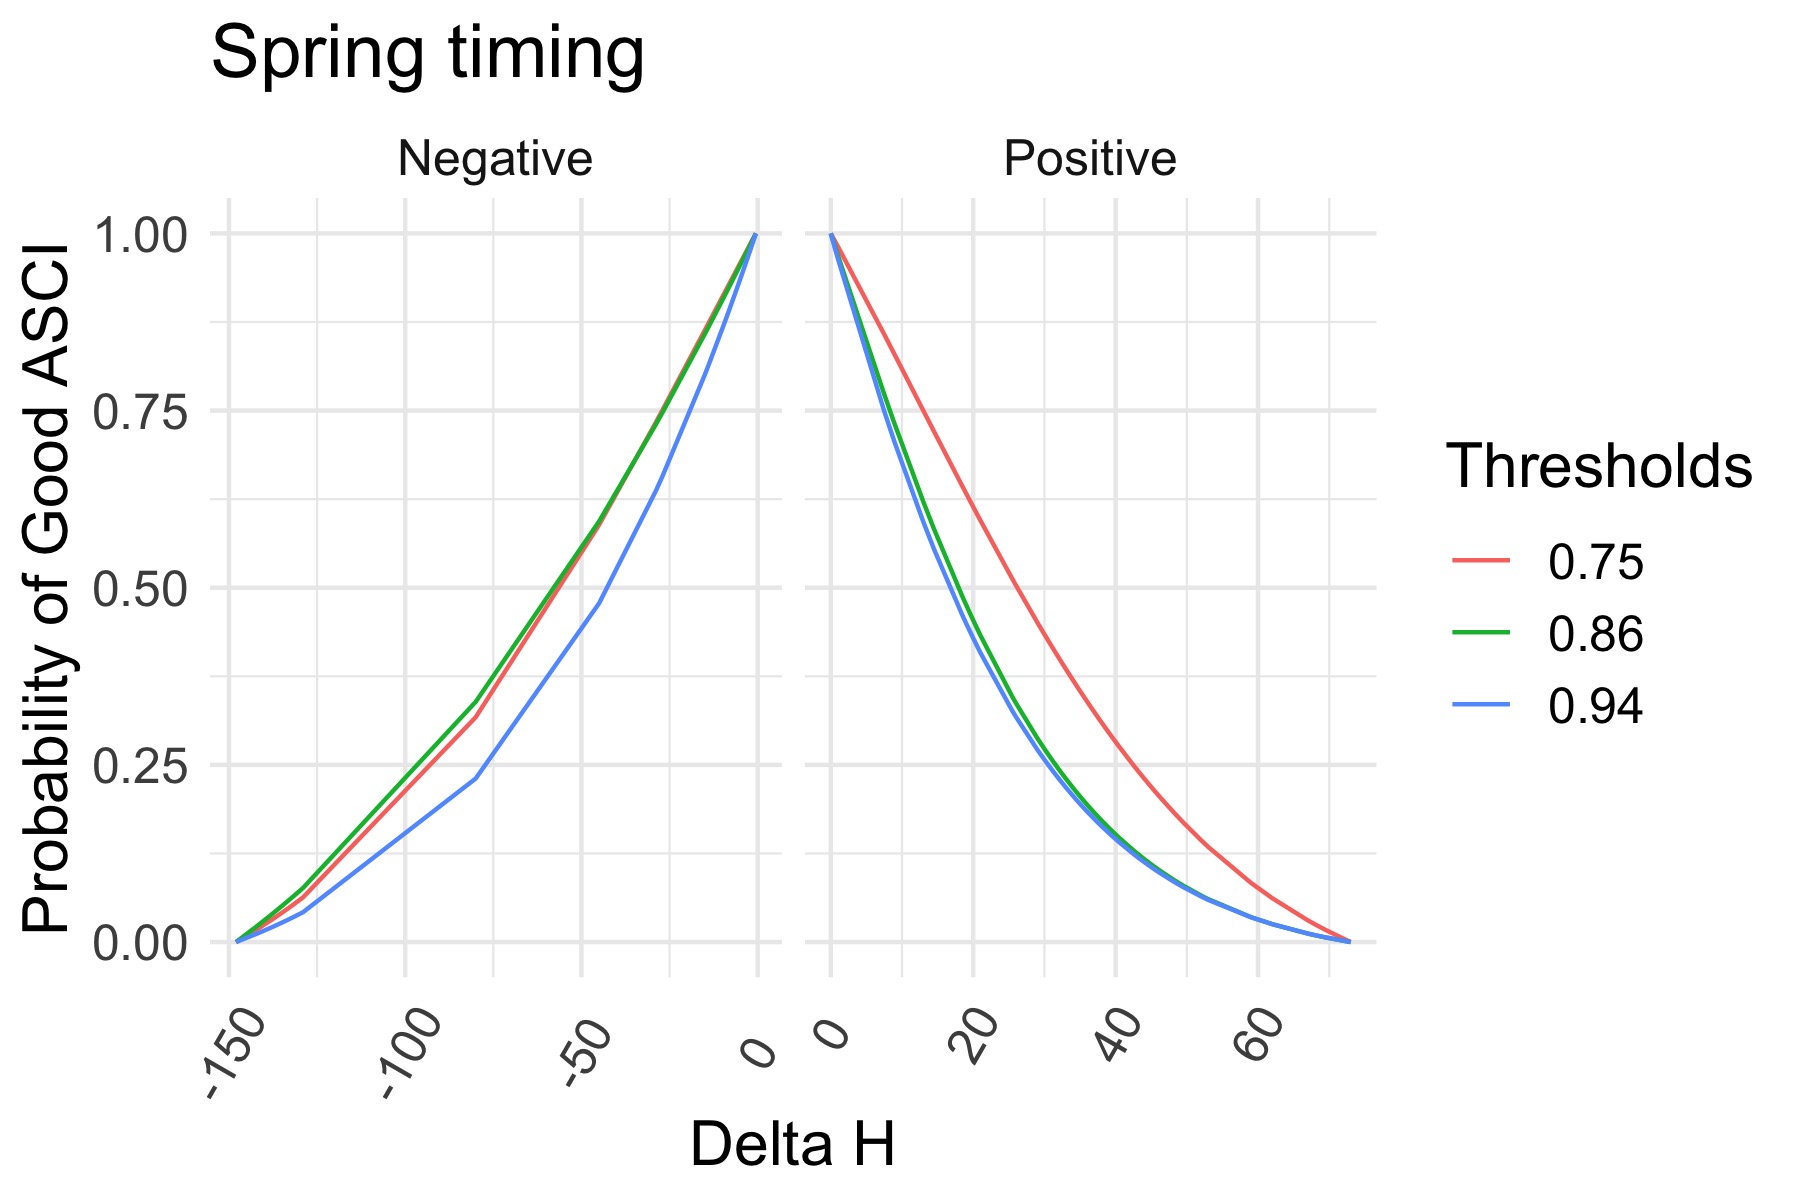 Spring timing
Negative
Positive
Probability of Good ASCI
1.00
0.75
0.50
0.25
0.00
-150
-100
-50
0
0
20
40
60
Delta H
Thresholds
0.75
0.86
0.94